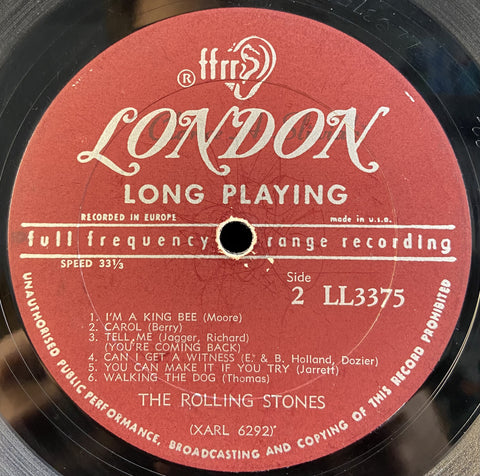 ffrr
®
LONDON
LONG PLAYING
RECORDED IN EUROPE
made in u.s.a.
full frequency range recording
SPEED 33⅓
Side
2 LL3375
1. I'M A KING BEE (Moore)
2. CAROL (Berry)
3. TELL ME (Jagger, Richard)
(YOU'RE COMING BACK)
4. CAN I GET A WITNESS (E. & B. Holland, Dozier)
5. YOU CAN MAKE IT IF YOU TRY (Jarrett)
6. WALKING THE DOG (Thomas)
THE ROLLING STONES
(XARL 6292)
UNAUTHORISED PUBLIC PERFORMANCE, BROADCASTING AND COPYING OF THIS RECORD PROHIBITED